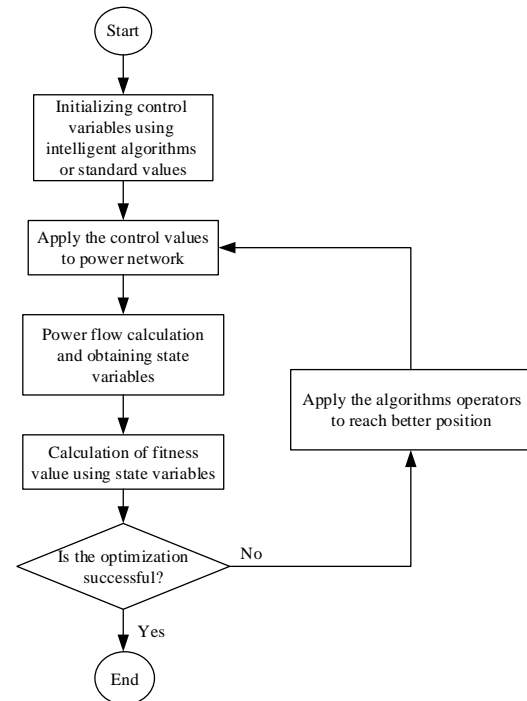 Start
Initializing control
variables using
intelligent algorithms
or standard values
Apply the control values
to power network
Power flow calculation
and obtaining state
variables
Apply the algorithms operators
to reach better position
Calculation of fitness
value using state variables
Is the optimization
successful?
No
Yes
End